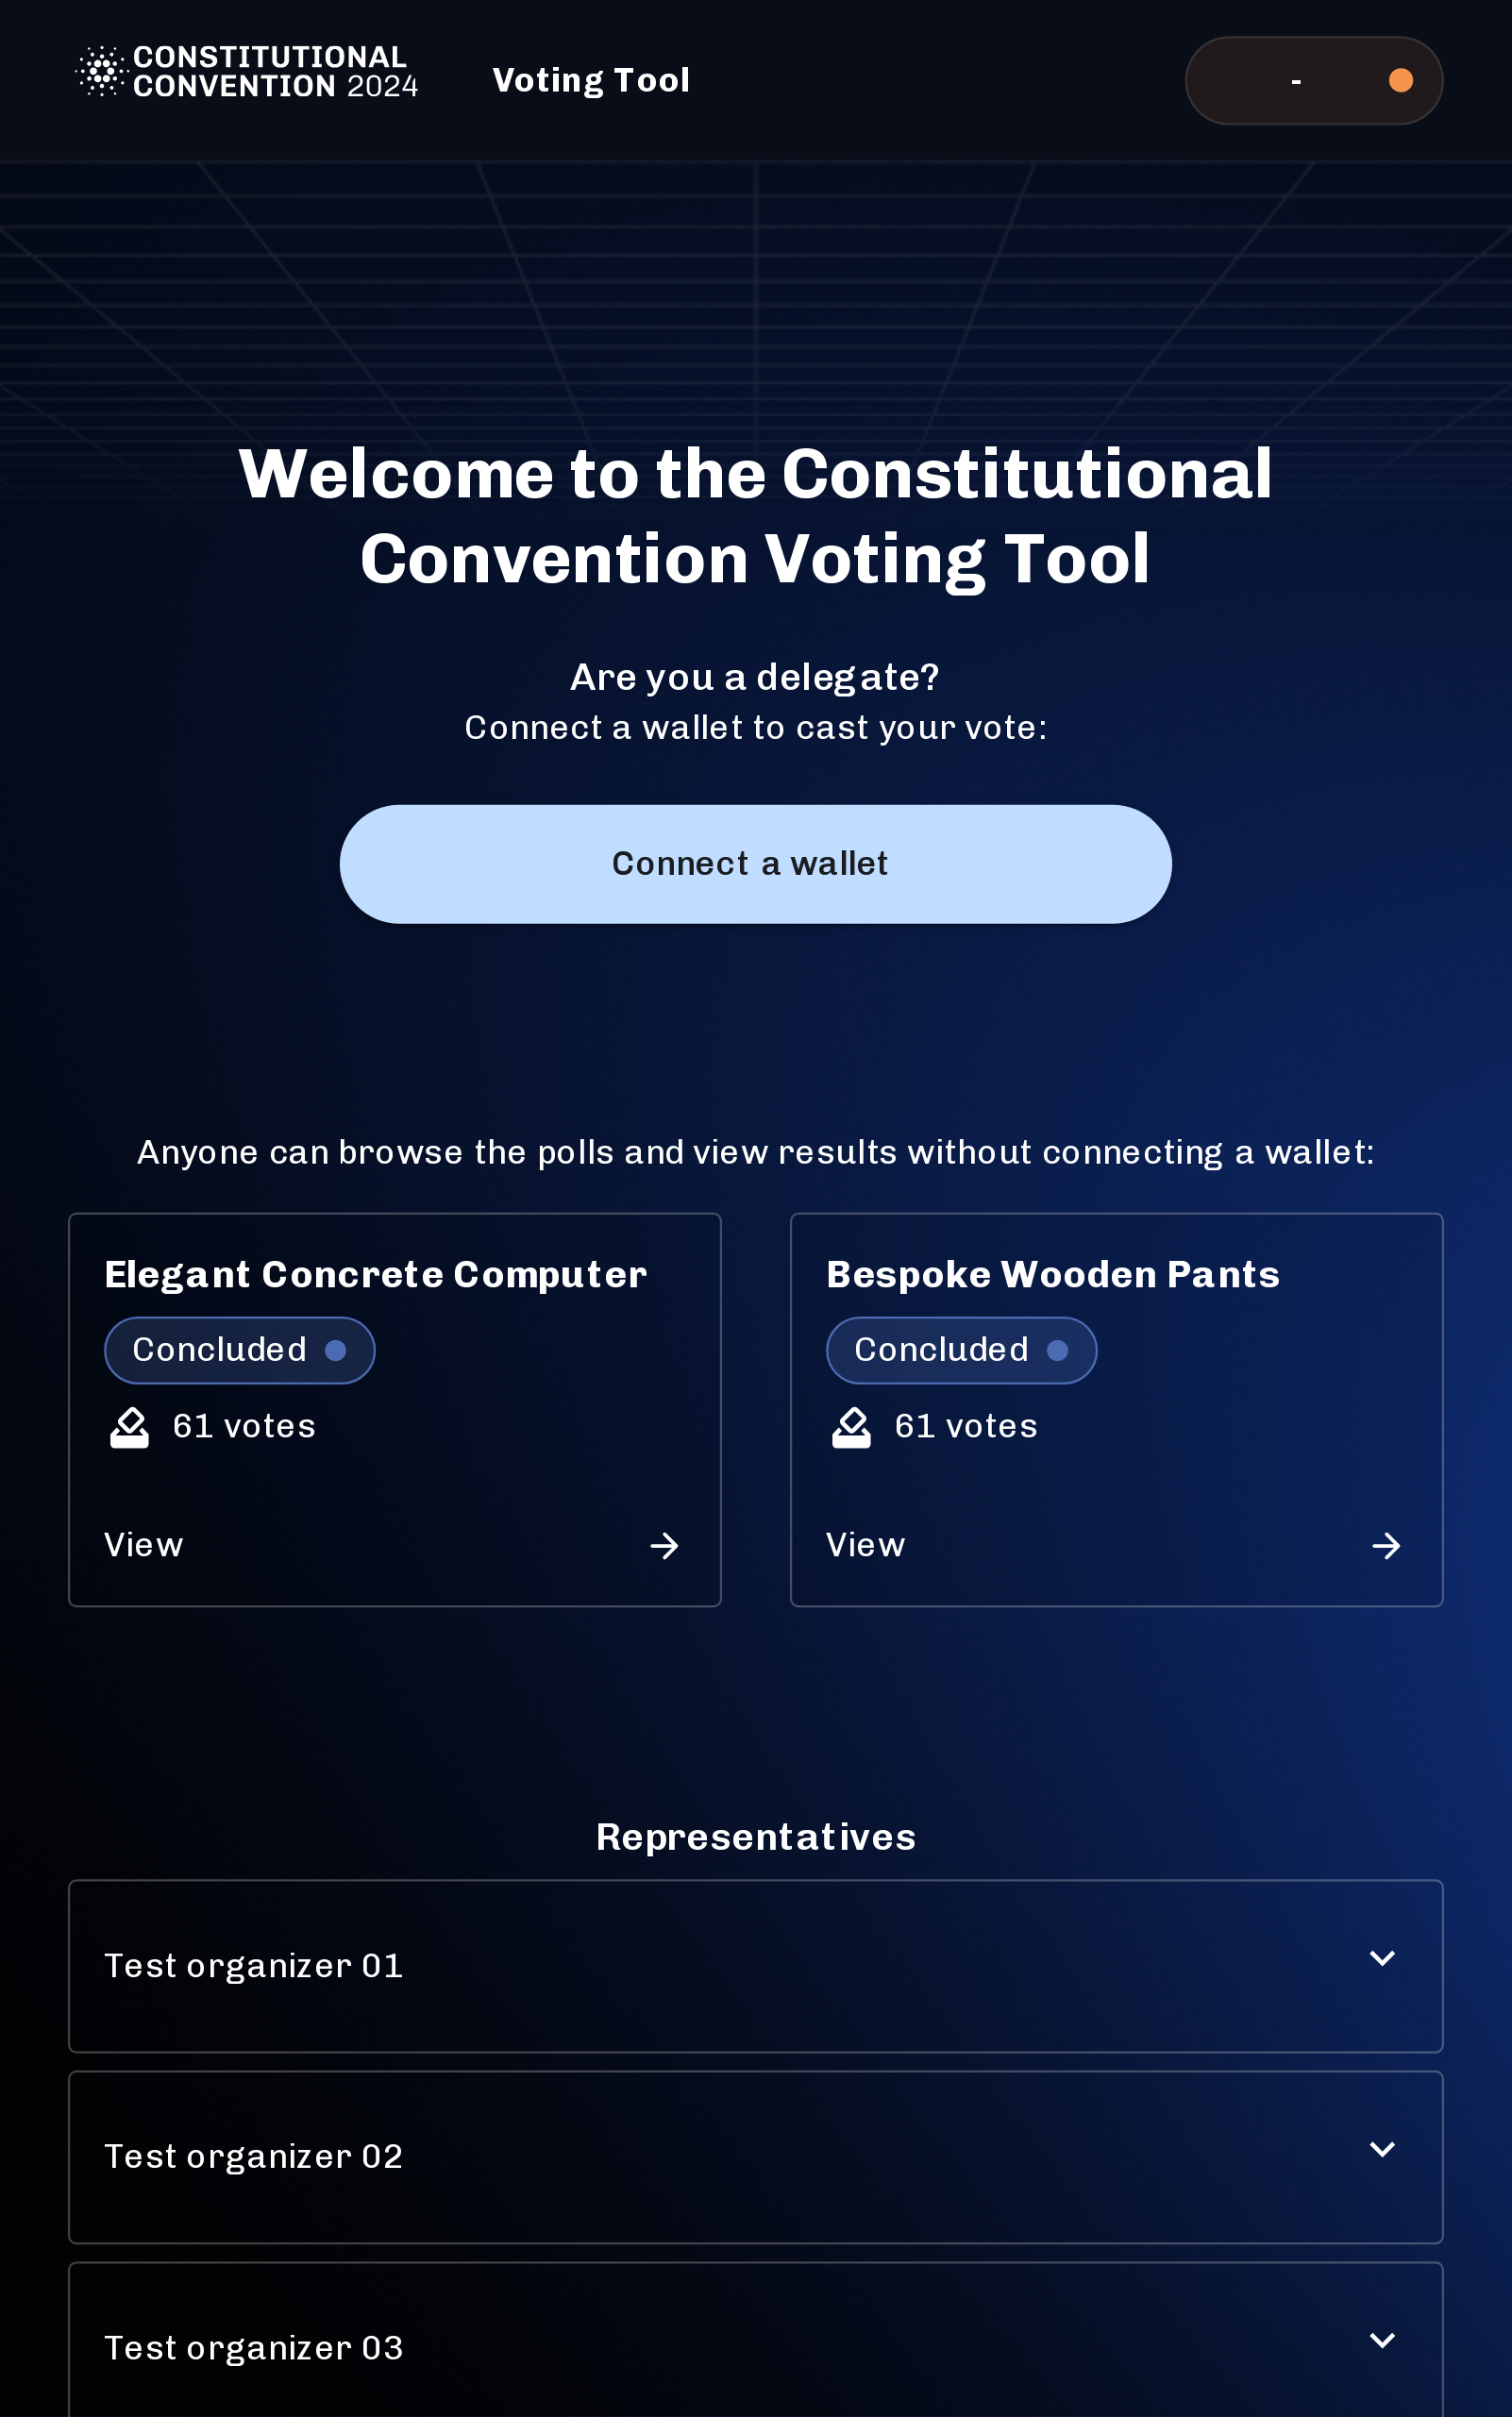 CONSTITUTIONAL
CONVENTION 2024
Voting Tool
-
Welcome to the Constitutional
Convention Voting Tool
Are you a delegate?
Connect a wallet to cast your vote:
Connect a wallet
Anyone can browse the polls and view results without connecting a wallet:
Elegant Concrete Computer
Concluded
61 votes
View
Bespoke Wooden Pants
Concluded
61 votes
View
Representatives
Test organizer 01
Test organizer 02
Test organizer 03